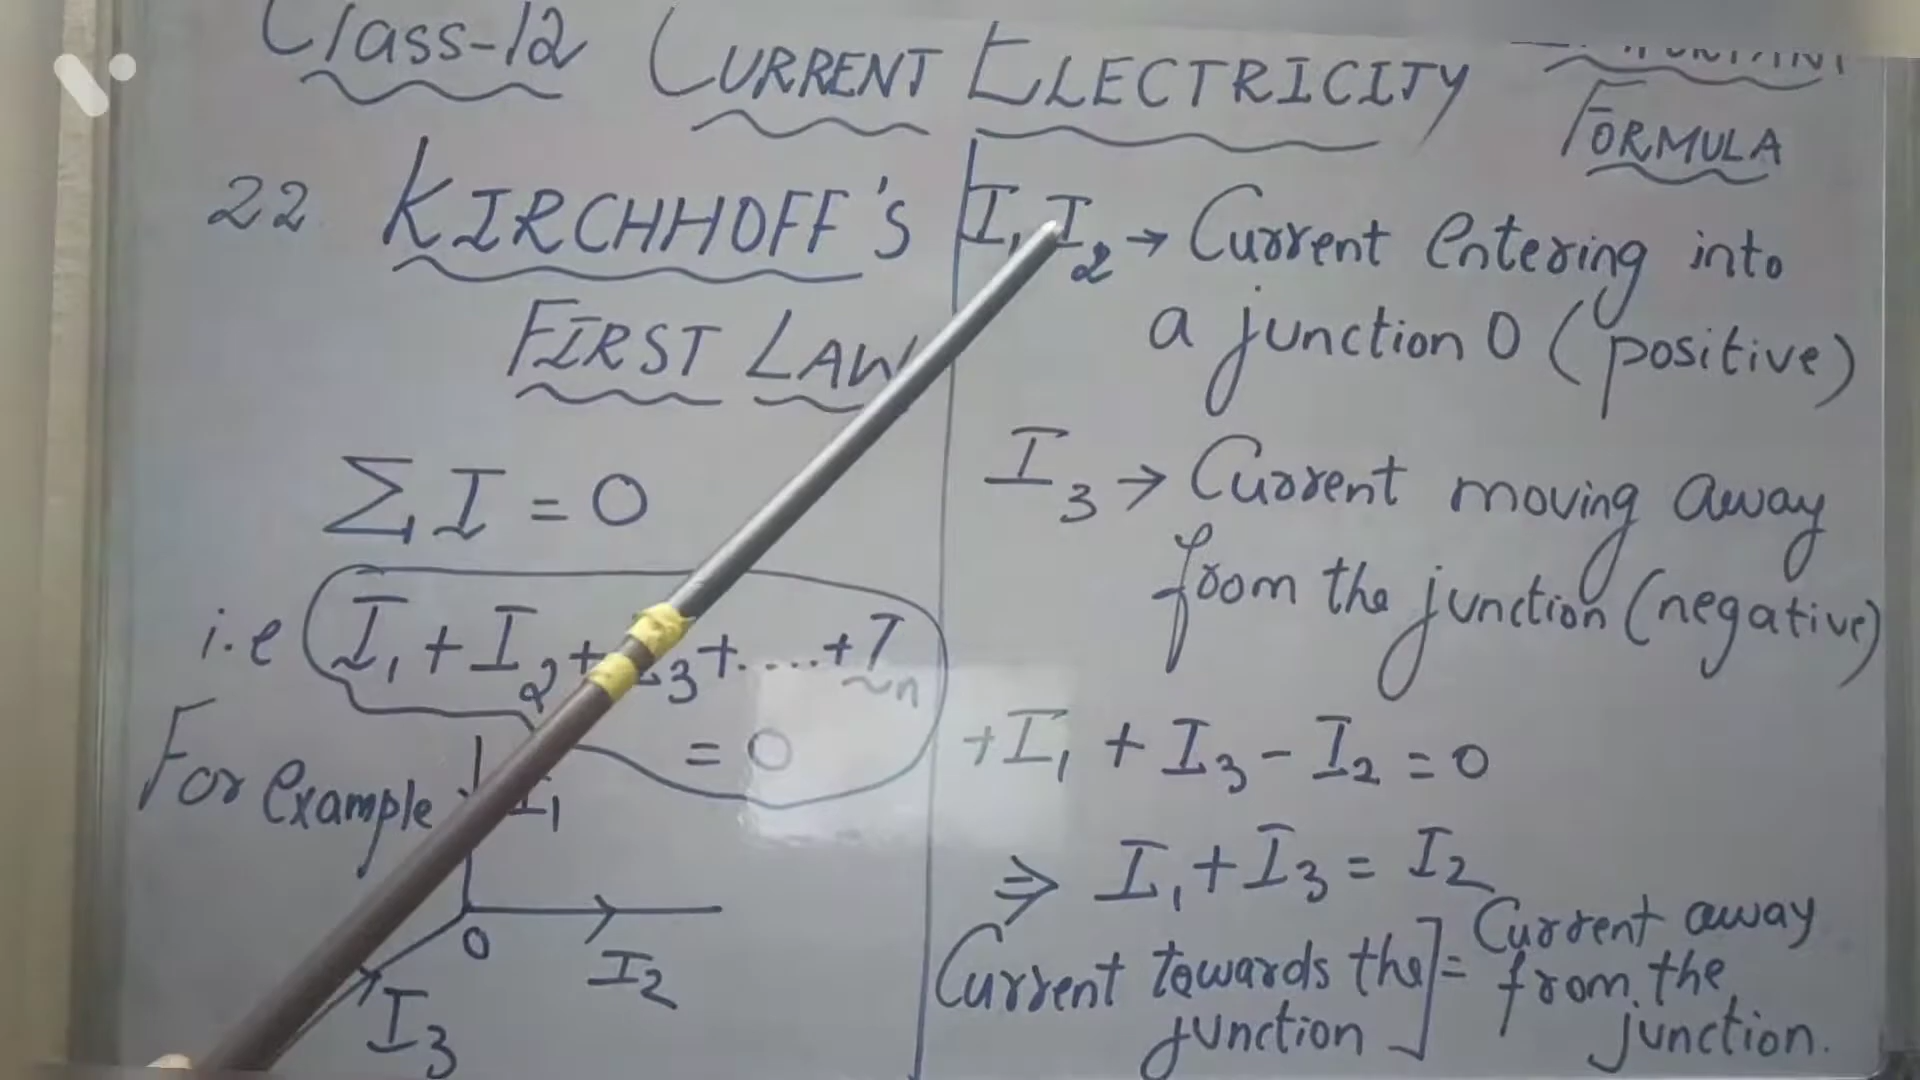 Class-12 CURRENT ELECTRICITY
FORMULA
22. KIRCHHOFF'S
FIRST LAW
∑ I = 0
i.e I₁ + I₂ + I₃ + .... + Iₙ
= 0
For example
I₁
O
I₂
I₃
I₁ I₂ → Current entering into
a junction O (positive)
I₃ → Current moving away
from the junction (negative)
+I₁ + I₃ - I₂ = 0
⇒ I₁ + I₃ = I₂
Current towards the junction ] = Current away from the junction.